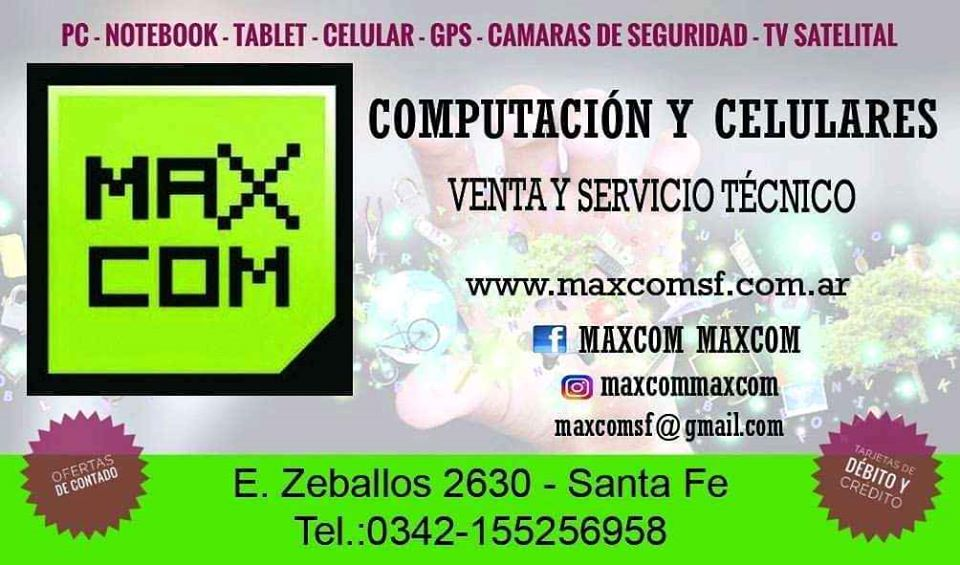 PC - NOTEBOOK - TABLET - CELULAR - GPS - CAMARAS DE SEGURIDAD - TV SATELITAL
MAX
COM
COMPUTACIÓN Y CELULARES
VENTA Y SERVICIO TÉCNICO
www.maxcomsf.com.ar
f MAXCOM MAXCOM
maxcommaxcom
maxcomsf@gmail.com
OFERTAS
DE CONTADO
TARJETAS DE
DÉBITO Y
CRÉDITO
E. Zeballos 2630 - Santa Fe
Tel.:0342-155256958